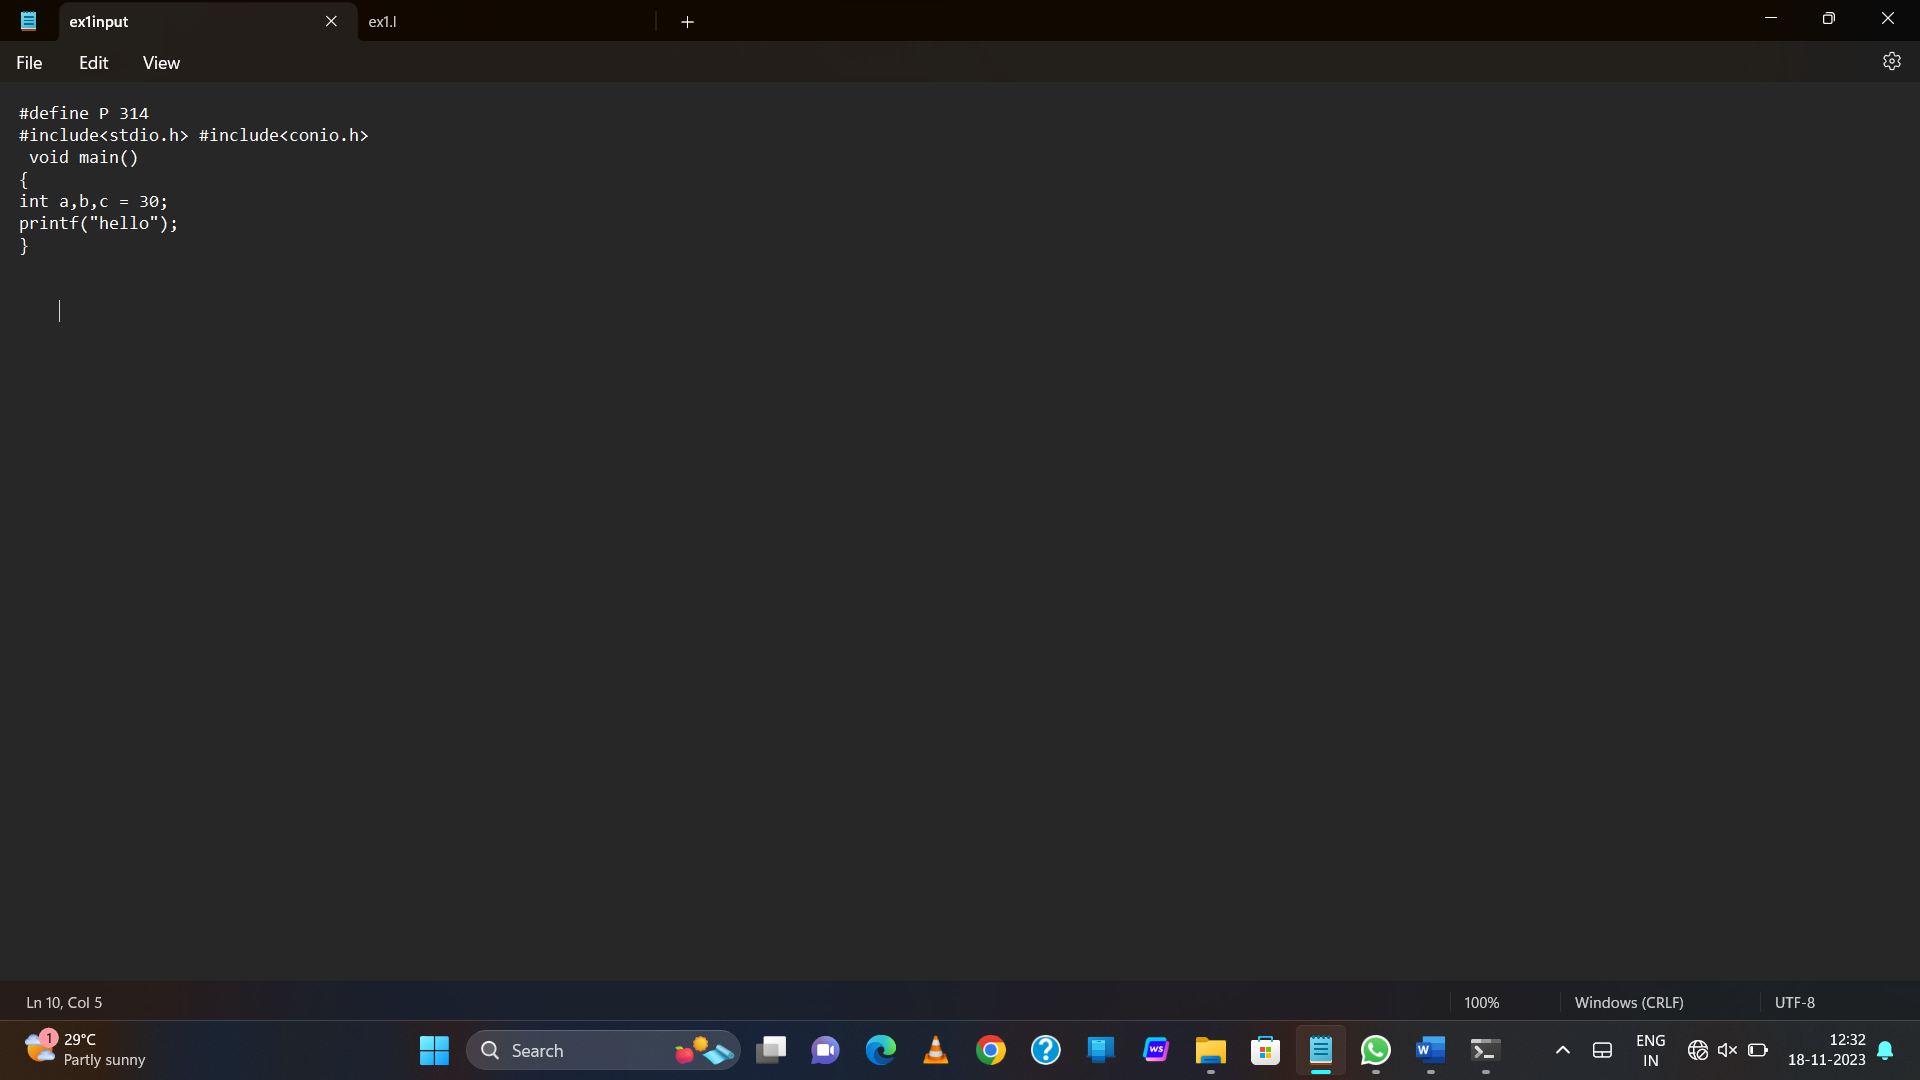 ex1input
ex1.l
File Edit View
#define P 314
#include<stdio.h> #include<conio.h>
void main()
{
int a,b,c = 30;
printf("hello");
}
Ln 10, Col 5
100%
Windows (CRLF)
UTF-8
1
29°C
Partly sunny
Search
WS
W
ENG
IN
12:32
18-11-2023